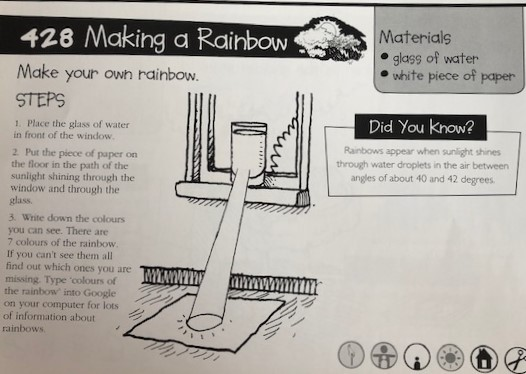 428 Making a Rainbow
Make your own rainbow.
STEPS
1. Place the glass of water
in front of the window.
2. Put the piece of paper on
the floor in the path of the
sunlight shining through the
window and through the
glass.
3. Write down the colours
you can see. There are
7 colours of the rainbow.
If you can't see them all
find out which ones you are
missing. Type 'colours of
the rainbow' into Google
on your computer for lots
of information about
rainbows.
Materials
• glass of water
• white piece of paper
Did You Know?
Rainbows appear when sunlight shines
through water droplets in the air between
angles of about 40 and 42 degrees.